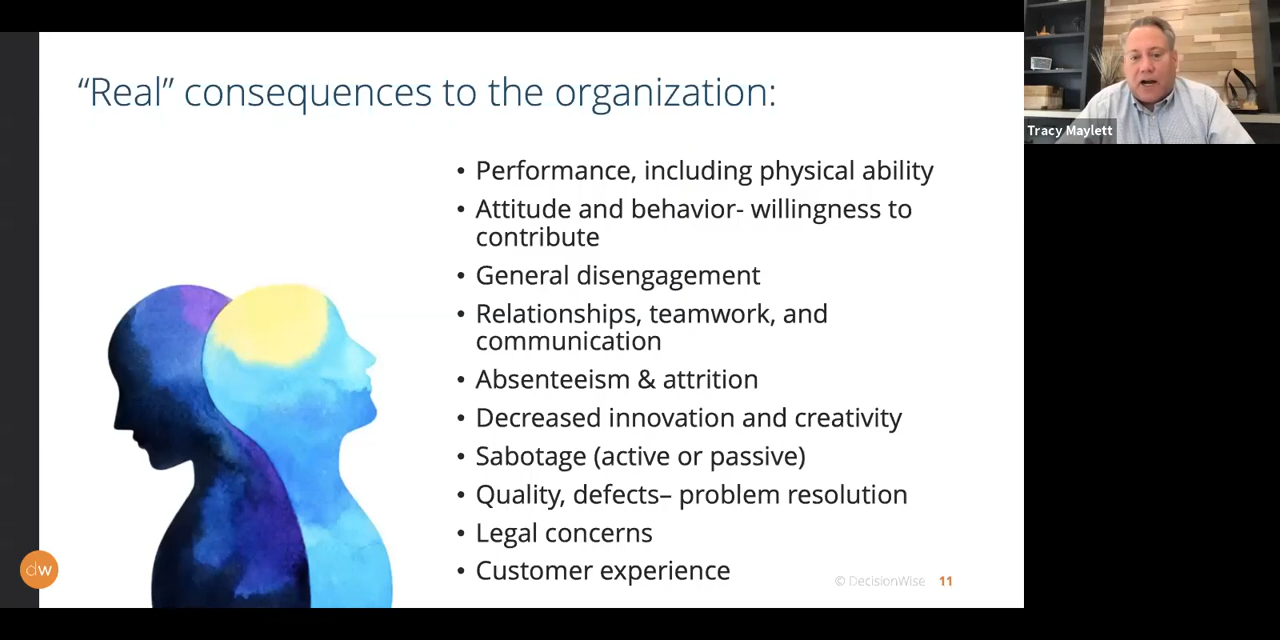 “Real” consequences to the organization:
• Performance, including physical ability
• Attitude and behavior- willingness to
contribute
• General disengagement
• Relationships, teamwork, and
communication
• Absenteeism & attrition
• Decreased innovation and creativity
• Sabotage (active or passive)
• Quality, defects– problem resolution
• Legal concerns
• Customer experience
dw
© DecisionWise 11
Tracy Maylett